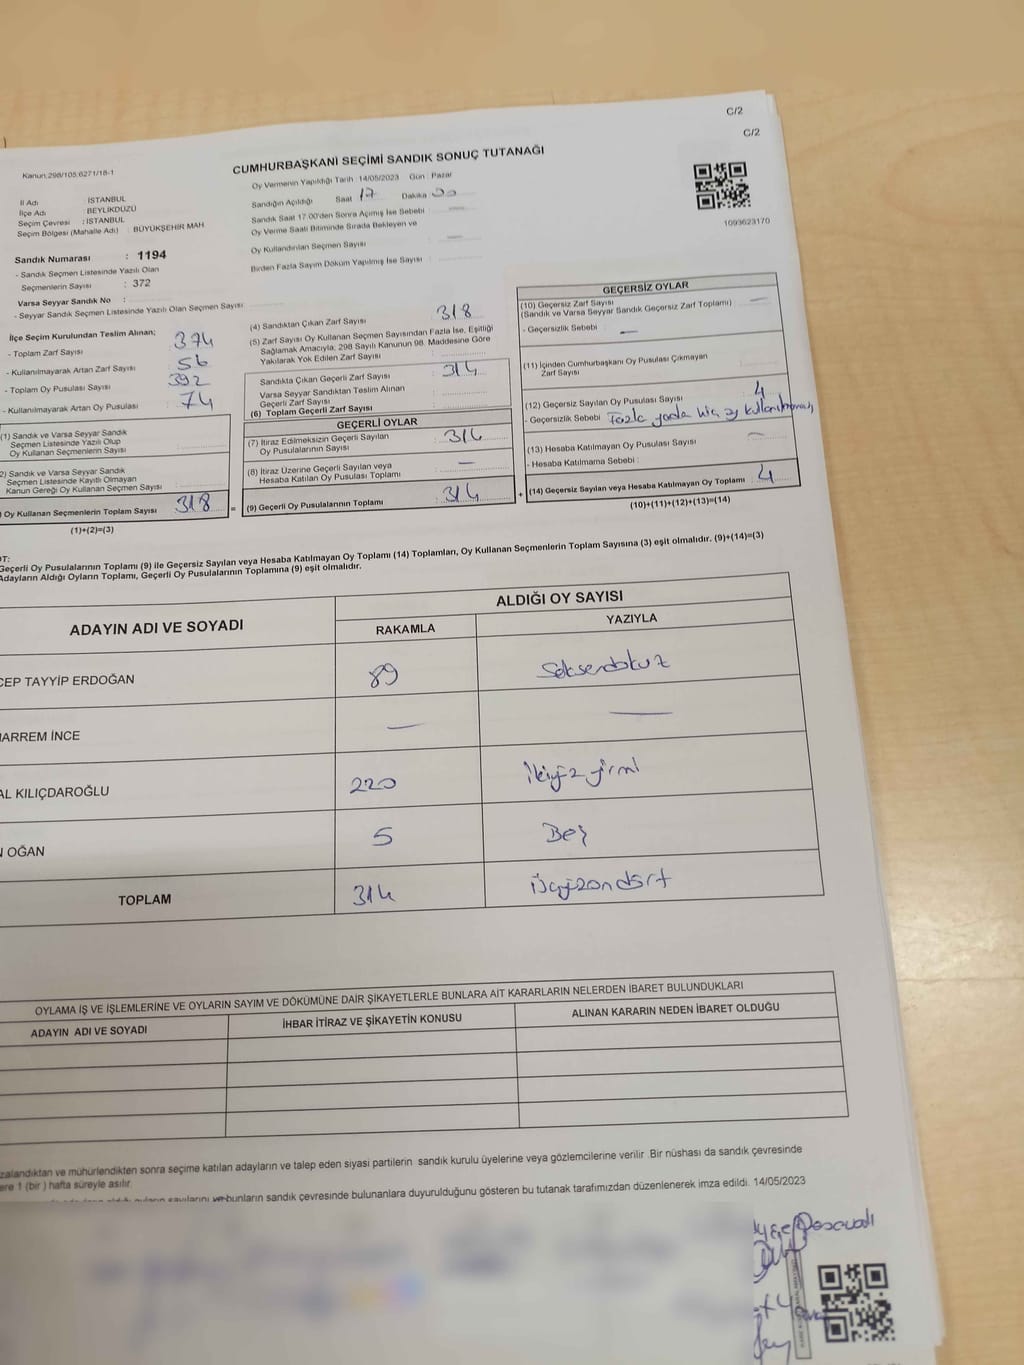 C/2
C/2
Kanun 298/105;6271/18-1
CUMHURBAŞKANI SEÇİMİ SANDIK SONUÇ TUTANAĞI
Oy Vermenin Yapıldığı Tarih : 14/05/2023 Gün : Pazar
Sandığın Açıldığı Saat 17 Dakika 00
Sandık Saat 17:00'den Sonra Açımış İse Sebebi
Oy Verme Saati Bitiminde Sırada Bekleyen ve
Oy Kullandırılan Seçmen Sayısı
Birden Fazla Sayım Döküm Yapılmış İse Sayısı :
1093623170
İl Adı : İSTANBUL
İlçe Adı : BEYLİKDÜZÜ
Seçim Çevresi : İSTANBUL
Seçim Bölgesi (Mahalle Adı) : BÜYÜKŞEHİR MAH
Sandık Numarası : 1194
- Sandık Seçmen Listesinde Yazılı Olan
Seçmenlerin Sayısı : 372
Varsa Seyyar Sandık No :
- Seyyar Sandık Seçmen Listesinde Yazılı Olan Seçmen Sayısı
İlçe Seçim Kurulundan Teslim Alınan;
- Toplam Zarf Sayısı 374
- Kullanılmayarak Artan Zarf Sayısı 56
- Toplam Oy Pusulası Sayısı 392
- Kullanılmayarak Artan Oy Pusulası 74
(1) Sandık ve Varsa Seyyar Sandık
Seçmen Listesinde Yazılı Olup
Oy Kullanan Seçmenlerin Sayısı
2) Sandık ve Varsa Seyyar Sandık
Seçmen Listesinde Kayıtlı Olmayan
Kanun Gereği Oy Kullanan Seçmen Sayısı
Oy Kullanan Seçmenlerin Toplam Sayısı 318 =
(1)+(2)=(3)
(4) Sandıktan Çıkan Zarf Sayısı 318
(5) Zarf Sayısı Oy Kullanan Seçmen Sayısından Fazla İse, Eşitliği
Sağlamak Amacıyla; 298 Sayılı Kanunun 98. Maddesine Göre
Yakılarak Yok Edilen Zarf Sayısı
Sandıkta Çıkan Geçerli Zarf Sayısı 314
Varsa Seyyar Sandıktan Teslim Alınan
Geçerli Zarf Sayısı
(6) Toplam Geçerli Zarf Sayısı
GEÇERLİ OYLAR
(7) İtiraz Edilmeksizin Geçerli Sayılan
Oy Pusulalarının Sayısı 314
(8) İtiraz Üzerine Geçerli Sayılan veya
Hesaba Katılan Oy Pusulası Toplamı —
(9) Geçerli Oy Pusulalarının Toplamı 314 +
GEÇERSİZ OYLAR
(10) Geçersiz Zarf Sayısı —
(Sandık ve Varsa Seyyar Sandık Geçersiz Zarf Toplamı)
- Geçersizlik Sebebi : —
(11) İçinden Cumhurbaşkanı Oy Pusulası Çıkmayan
Zarf Sayısı
(12) Geçersiz Sayılan Oy Pusulası Sayısı 4
- Geçersizlik Sebebi : Fazla yada hiç oy kullanılmamış
(13) Hesaba Katılmayan Oy Pusulası Sayısı —
- Hesaba Katılmama Sebebi :
(14) Geçersiz Sayılan veya Hesaba Katılmayan Oy Toplamı 4
(10)+(11)+(12)+(13)=(14)
Geçerli Oy Pusulalarının Toplamı (9) ile Geçersiz Sayılan veya Hesaba Katılmayan Oy Toplamı (14) Toplamları, Oy Kullanan Seçmenlerin Toplam Sayısına (3) eşit olmalıdır. (9)+(14)=(3)
Adayların Aldığı Oyların Toplamı, Geçerli Oy Pusulalarının Toplamına (9) eşit olmalıdır.
ADAYIN ADI VE SOYADI
ALDIĞI OY SAYISI
RAKAMLA YAZIYLA
CEP TAYYİP ERDOĞAN 89 Seksendokuz
ARREM İNCE — —
AL KILIÇDAROĞLU 220 İkiyüz yirmi
OĞAN 5 Beş
TOPLAM 314 Üçyüzondört
OYLAMA İŞ VE İŞLEMLERİNE VE OYLARIN SAYIM VE DÖKÜMÜNE DAİR ŞİKAYETLERLE BUNLARA AİT KARARLARIN NELERDEN İBARET BULUNDUKLARI
ADAYIN ADI VE SOYADI İHBAR İTİRAZ VE ŞİKAYETİN KONUSU ALINAN KARARIN NEDEN İBARET OLDUĞU
zalandıktan ve mühürlendikten sonra seçime katılan adayların ve talep eden siyasi partilerin sandık kurulu üyelerine veya gözlemcilerine verilir .Bir nüshası da sandık çevresinde
ere 1 (bir ) hafta süreyle asılır.
sayılarını ve bunların sandık çevresinde bulunanlara duyurulduğunu gösteren bu tutanak tarafımızdan düzenlenerek imza edildi. 14/05/2023